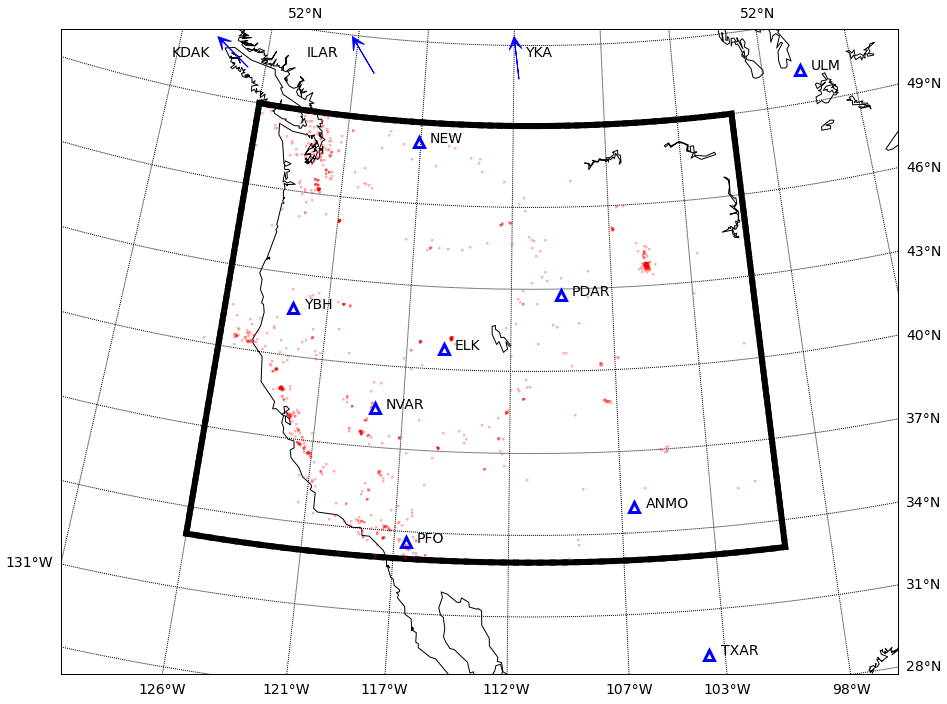 52°N 52°N
KDAK ILAR YKA
ULM
49°N
NEW
46°N
43°N
PDAR
YBH
40°N
ELK
NVAR
37°N
ANMO
34°N
PFO
131°W
31°N
TXAR
28°N
126°W 121°W 117°W 112°W 107°W 103°W 98°W